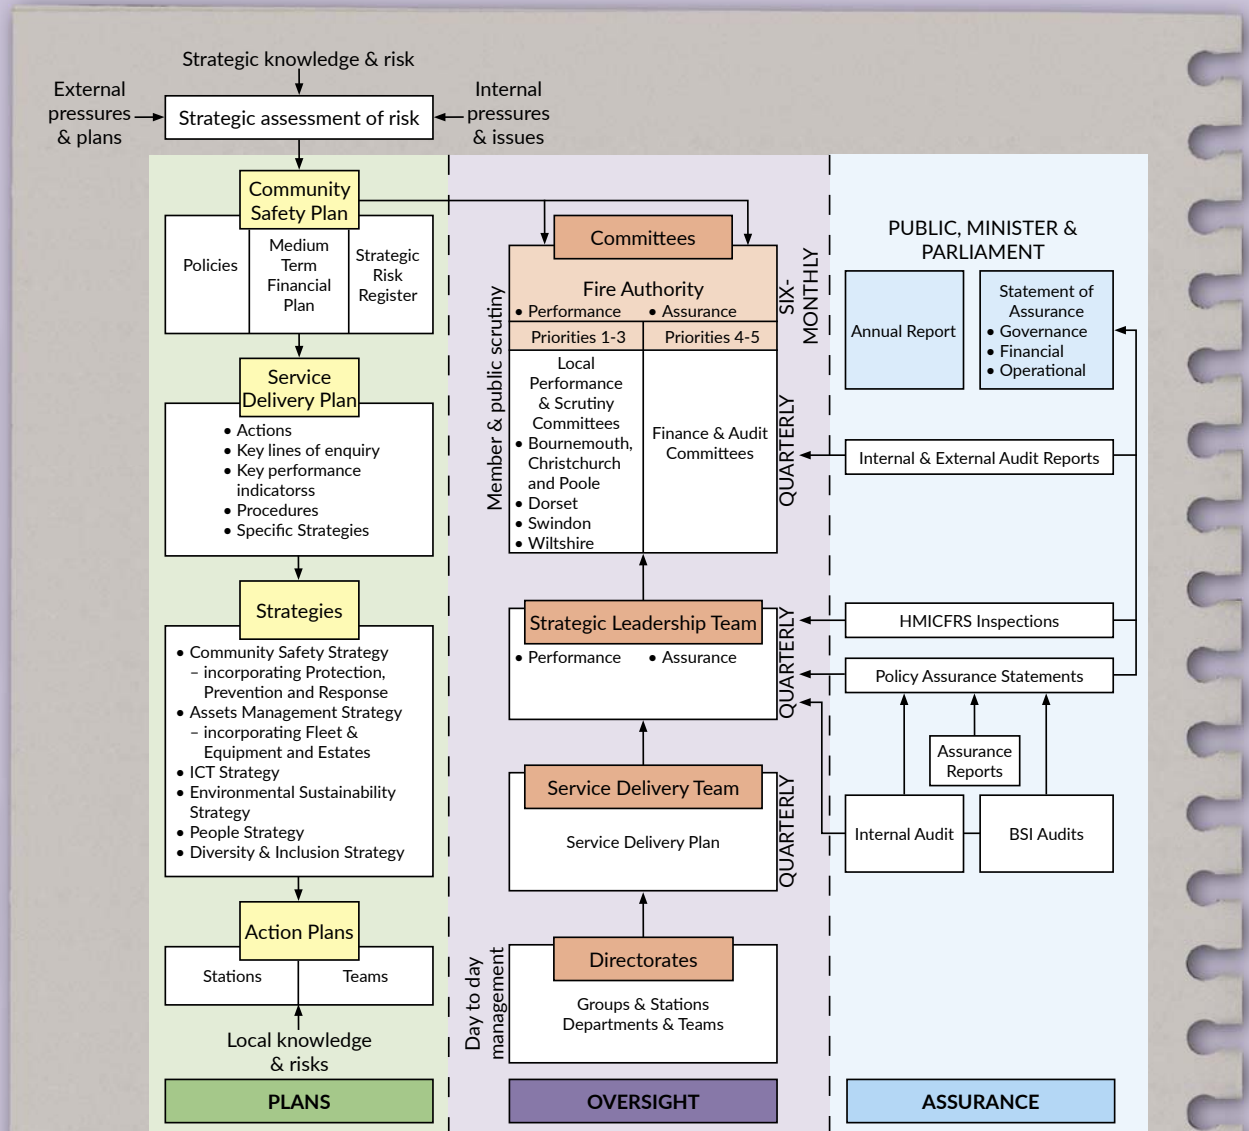 Strategic knowledge & risk
External
pressures
& plans
Strategic assessment of risk
Internal
pressures
& issues
Community
Safety Plan
Policies
Medium
Term
Financial
Plan
Strategic
Risk
Register
Service
Delivery Plan
• Actions
• Key lines of enquiry
• Key performance
indicatorss
• Procedures
• Specific Strategies
Strategies
• Community Safety Strategy
– incorporating Protection,
Prevention and Response
• Assets Management Strategy
– incorporating Fleet &
Equipment and Estates
• ICT Strategy
• Environmental Sustainability
Strategy
• People Strategy
• Diversity & Inclusion Strategy
Action Plans
Stations
Teams
Local knowledge
& risks
PLANS
Committees
Fire Authority
• Performance
• Assurance
SIX-
MONTHLY
Member & public scrutiny
Priorities 1-3
Priorities 4-5
Local
Performance
& Scrutiny
Committees
• Bournemouth,
Christchurch
and Poole
• Dorset
• Swindon
• Wiltshire
Finance & Audit
Committees
QUARTERLY
Strategic Leadership Team
• Performance
• Assurance
QUARTERLY
Service Delivery Team
Service Delivery Plan
QUARTERLY
Day to day
management
Directorates
Groups & Stations
Departments & Teams
OVERSIGHT
PUBLIC, MINISTER &
PARLIAMENT
Annual Report
Statement of
Assurance
• Governance
• Financial
• Operational
Internal & External Audit Reports
HMICFRS Inspections
Policy Assurance Statements
Assurance
Reports
Internal Audit
BSI Audits
ASSURANCE